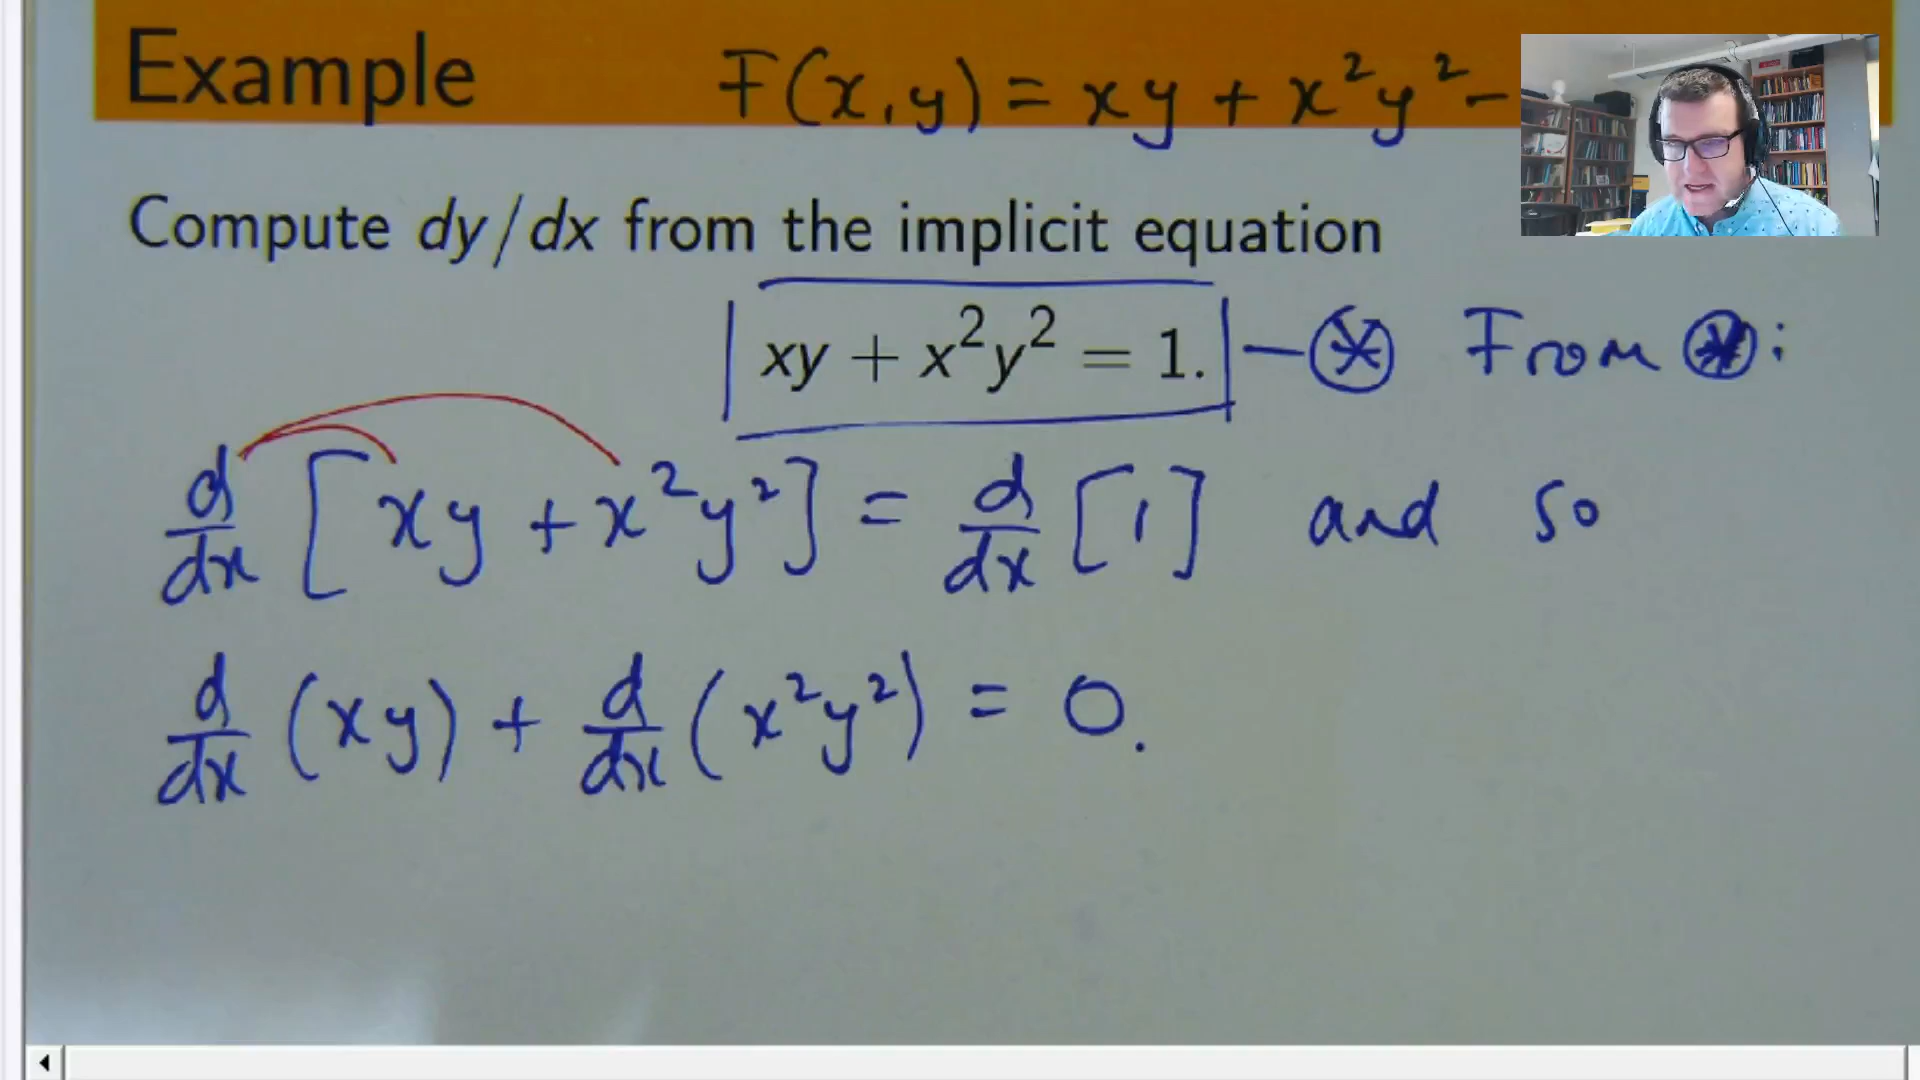 Example F(x,y) = xy + x²y² -
Compute dy/dx from the implicit equation
xy + x²y² = 1. — ⊛ From ⊛:
d/dx [xy + x²y²] = d/dx [1] and so
d/dx (xy) + d/dx (x²y²) = 0.